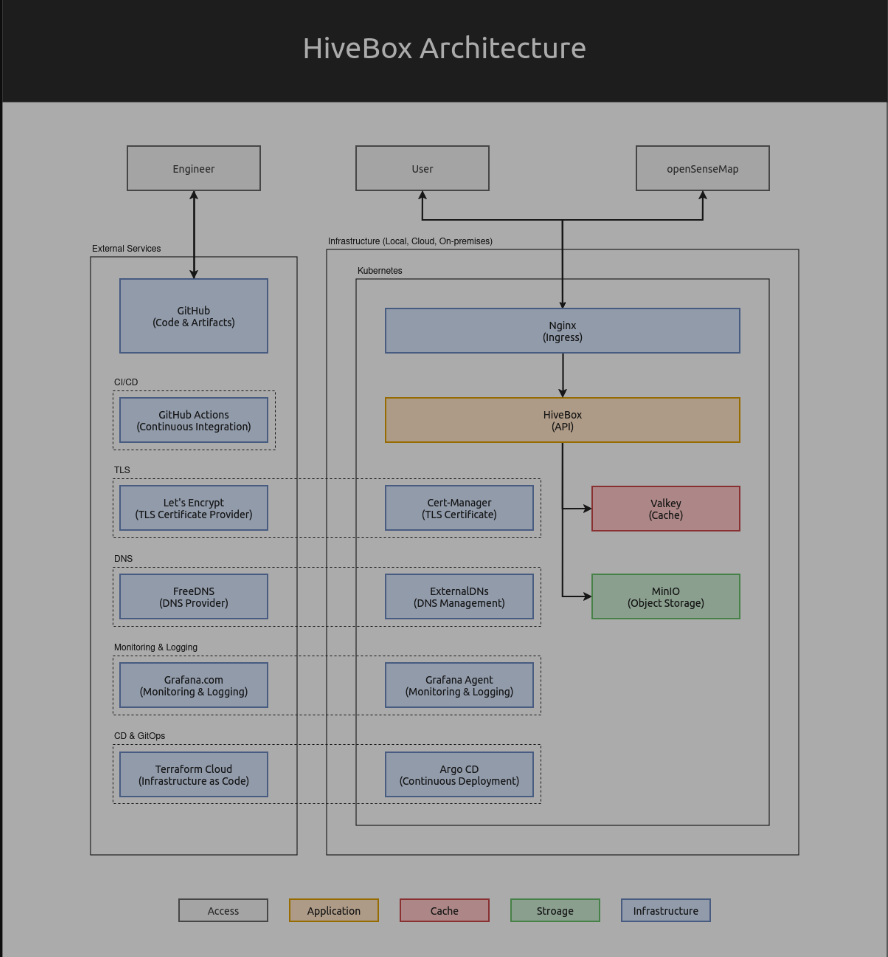 HiveBox Architecture
Engineer
User
openSenseMap
External Services
Infrastructure (Local, Cloud, On-premises)
Kubernetes
GitHub
(Code & Artifacts)
Nginx
(Ingress)
CI/CD
GitHub Actions
(Continuous Integration)
HiveBox
(API)
TLS
Let's Encrypt
(TLS Certificate Provider)
Cert-Manager
(TLS Certificate)
Valkey
(Cache)
DNS
FreeDNS
(DNS Provider)
ExternalDNs
(DNS Management)
MinIO
(Object Storage)
Monitoring & Logging
Grafana.com
(Monitoring & Logging)
Grafana Agent
(Monitoring & Logging)
CD & GitOps
Terraform Cloud
(Infrastructure as Code)
Argo CD
(Continuous Deployment)
Access
Application
Cache
Stroage
Infrastructure